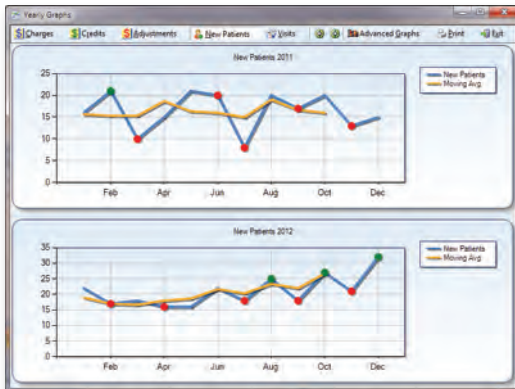 Yearly Graphs
Charges Credits Adjustments New Patients Visits Advanced Graphs Print Exit
New Patients 2011
25
20
15
10
5
0
Feb Apr Jun Aug Oct Dec
New Patients
Moving Avg
New Patients 2012
35
30
25
20
15
10
5
0
Feb Apr Jun Aug Oct Dec
New Patients
Moving Avg